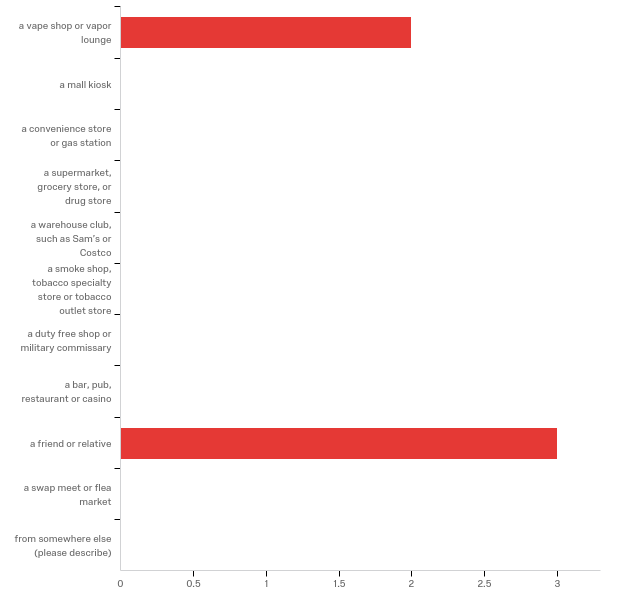 a vape shop or vapor
lounge
a mall kiosk
a convenience store
or gas station
a supermarket,
grocery store, or
drug store
a warehouse club,
such as Sam's or
Costco
a smoke shop,
tobacco specialty
store or tobacco
outlet store
a duty free shop or
military commissary
a bar, pub,
restaurant or casino
a friend or relative
a swap meet or flea
market
from somewhere else
(please describe)
0 0.5 1 1.5 2 2.5 3